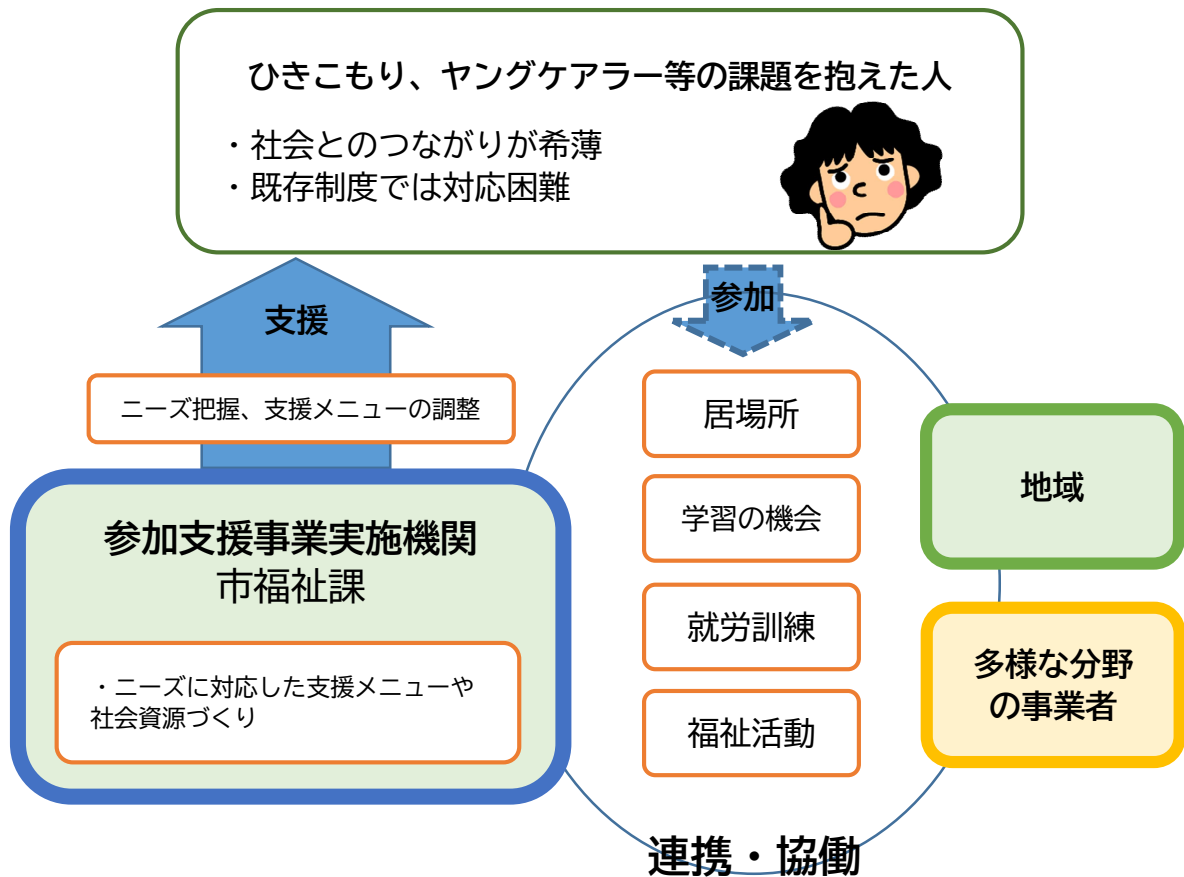 ひきこもり、ヤングケアラー等の課題を抱えた人
・社会とのつながりが希薄
・既存制度では対応困難
支援
参加
ニーズ把握、支援メニューの調整
参加支援事業実施機関
市福祉課
・ニーズに対応した支援メニューや
社会資源づくり
居場所
学習の機会
就労訓練
福祉活動
地域
多様な分野
の事業者
連携・協働